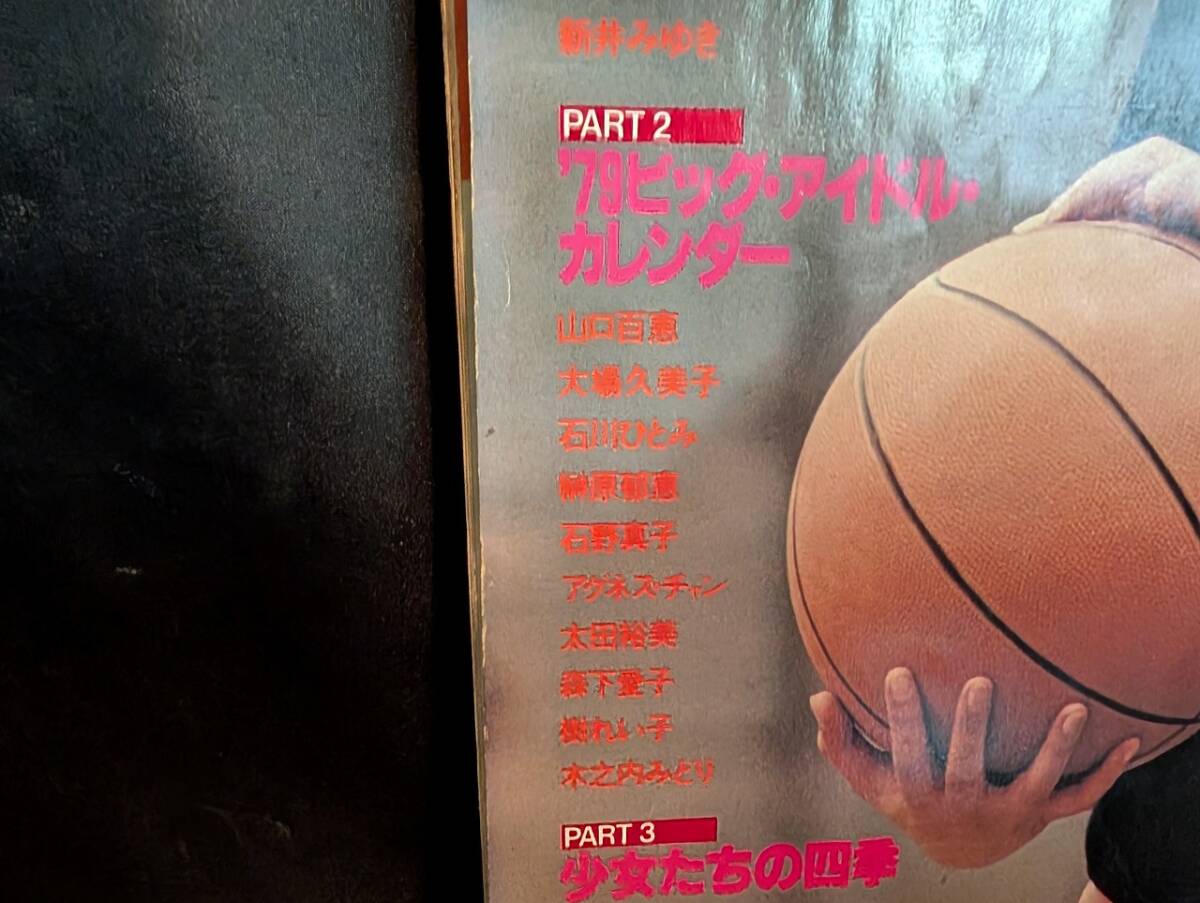 新井みゆき
PART 2
'79ビッグ・アイドル・
カレンダー
山口百恵
大場久美子
石川ひとみ
榊原郁恵
石野真子
アグネス・チャン
太田裕美
森下愛子
樹れい子
木之内みどり
PART 3
少女たちの四季